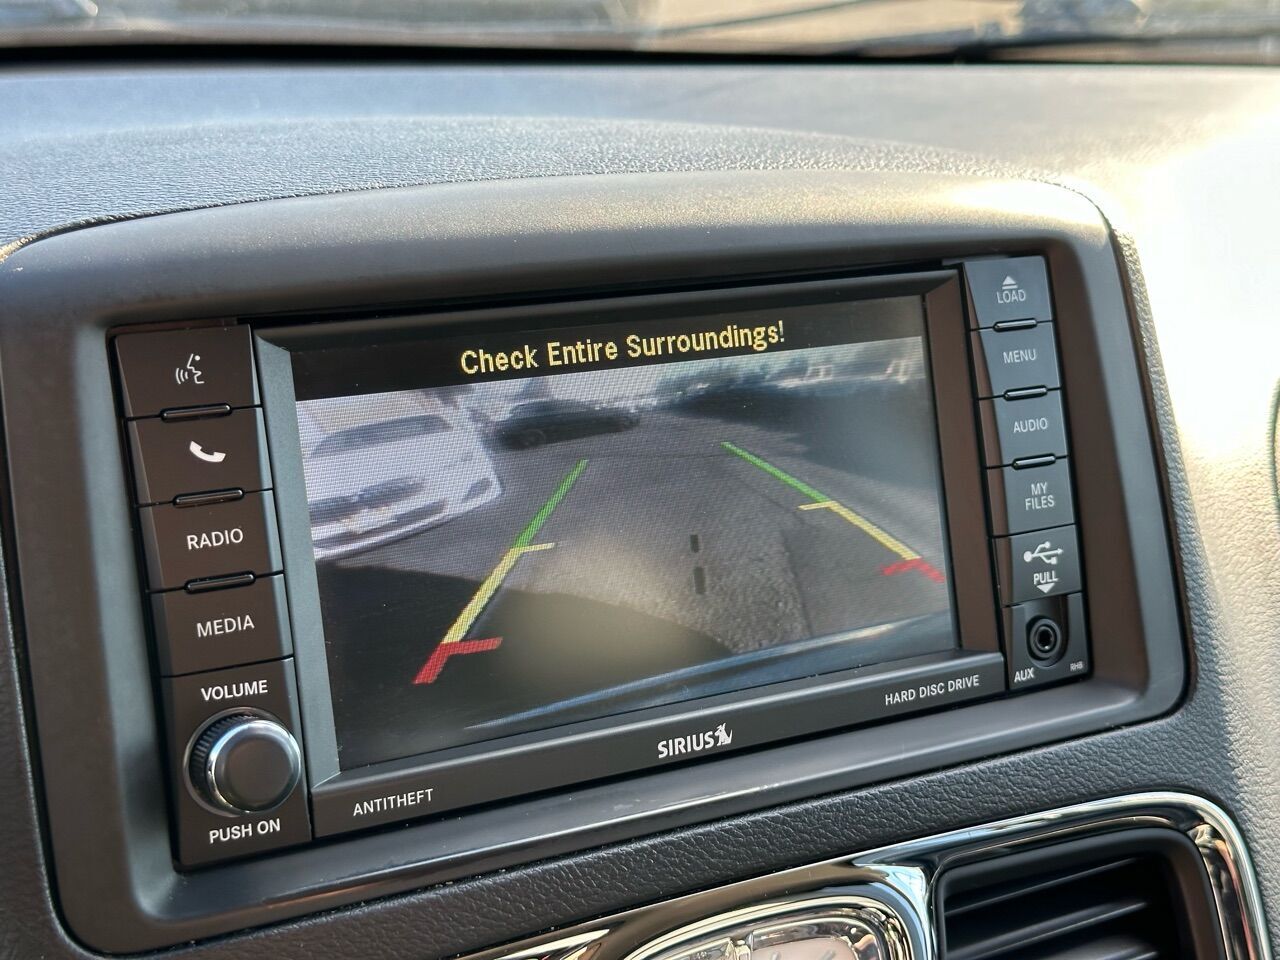 Check Entire Surroundings!
RADIO
MEDIA
VOLUME
PUSH ON
ANTITHEFT
SIRIUS
HARD DISC DRIVE
LOAD
MENU
AUDIO
MY
FILES
PULL
AUX
RHB